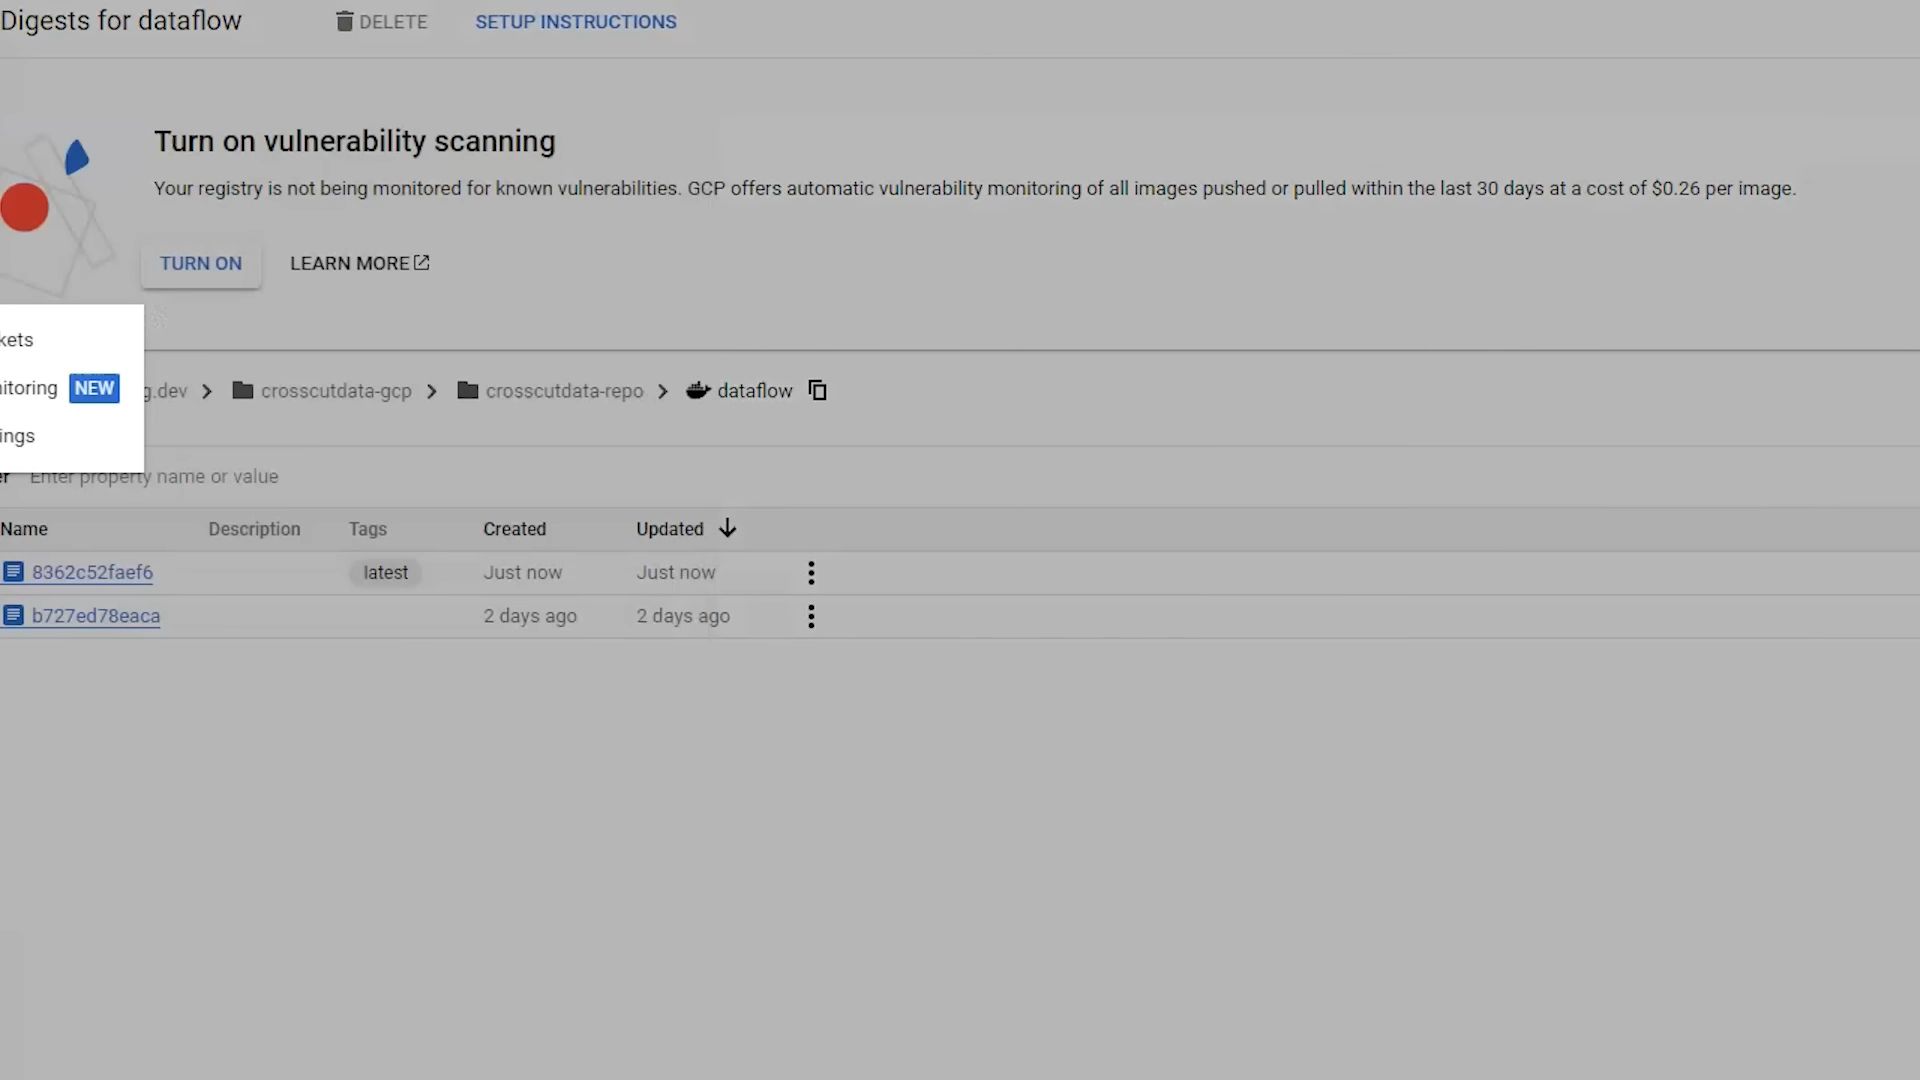 Digests for dataflow DELETE SETUP INSTRUCTIONS
Turn on vulnerability scanning
Your registry is not being monitored for known vulnerabilities. GCP offers automatic vulnerability monitoring of all images pushed or pulled within the last 30 days at a cost of $0.26 per image.
TURN ON LEARN MORE
kets
nitoring NEW
g.dev crosscutdata-gcp crosscutdata-repo dataflow
ings
er Enter property name or value
Name Description Tags Created Updated
8362c52faef6 latest Just now Just now
b727ed78eaca 2 days ago 2 days ago